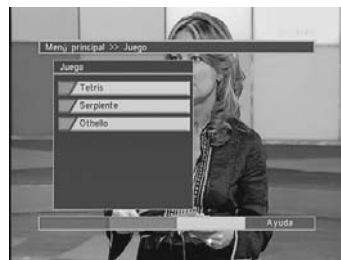 Menú principal >> Juego
Juego
Tetris
Serpiente
Othello
Ayuda